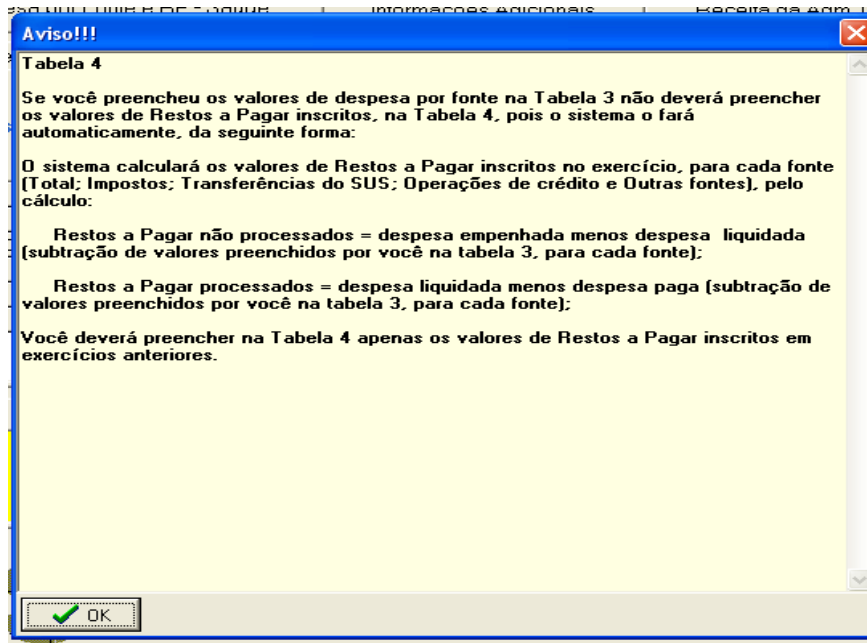 Informações Adicionais
Receita da Adm
Aviso!!!
Tabela 4
Se você preencheu os valores de despesa por fonte na Tabela 3 não deverá preencher
os valores de Restos a Pagar inscritos, na Tabela 4, pois o sistema o fará
automaticamente, da seguinte forma:
O sistema calculará os valores de Restos a Pagar inscritos no exercício, para cada fonte
(Total; Impostos; Transferências do SUS; Operações de crédito e Outras fontes), pelo
cálculo:
Restos a Pagar não processados = despesa empenhada menos despesa liquidada
(subtração de valores preenchidos por você na tabela 3, para cada fonte);
Restos a Pagar processados = despesa liquidada menos despesa paga (subtração de
valores preenchidos por você na tabela 3, para cada fonte);
Você deverá preencher na Tabela 4 apenas os valores de Restos a Pagar inscritos em
exercícios anteriores.
OK